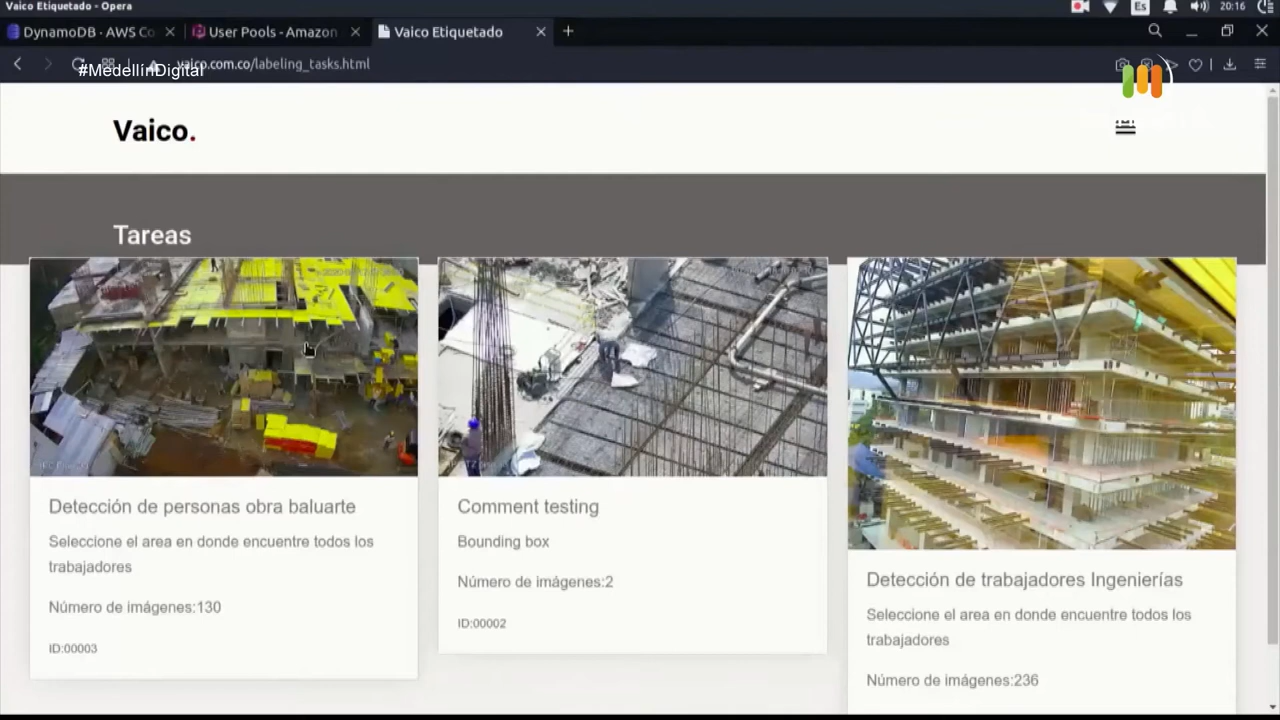 Vaico Etiquetado - Opera
Es
20:16
DynamoDB · AWS Co
User Pools - Amazon
Vaico Etiquetado
vaico.com.co/labeling_tasks.html
#MedellínDigital
Vaico.
Tareas
Detección de personas obra baluarte
Seleccione el area en donde encuentre todos los
trabajadores
Número de imágenes:130
ID:00003
Comment testing
Bounding box
Número de imágenes:2
ID:00002
Detección de trabajadores Ingenierías
Seleccione el area en donde encuentre todos los
trabajadores
Número de imágenes:236